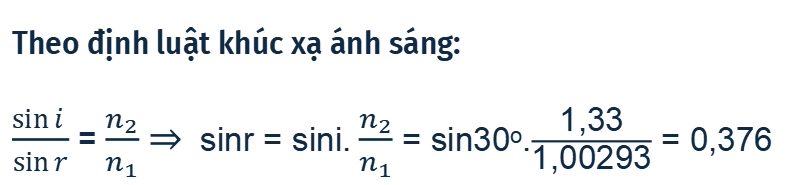 Theo định luật khúc xạ ánh sáng:
sin i / sin r = n₂ / n₁ ⇒ sinr = sini. n₂ / n₁ = sin30º. 1,33 / 1,00293 = 0,376